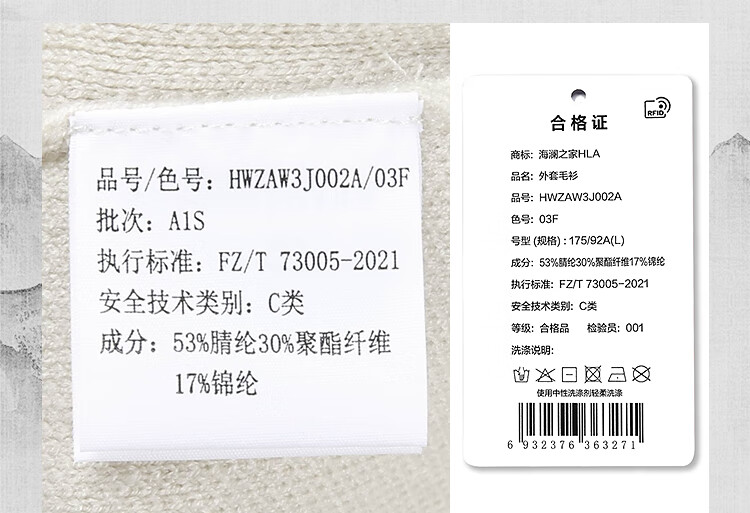 品号/色号：HWZAW3J002A/03F
批次：A1S
执行标准：FZ/T 73005-2021
安全技术类别：C类
成分：53%腈纶30%聚酯纤维
17%锦纶
RFID
合格证
商标：海澜之家HLA
品名：外套毛衫
品号：HWZAW3J002A
色号：03F
号型(规格)：175/92A(L)
成分：53%腈纶30%聚酯纤维17%锦纶
执行标准：FZ/T 73005-2021
安全技术类别：C类
等级：合格品 检验员：001
洗涤说明：
使用中性洗涤剂轻柔洗涤
6 932376 363271